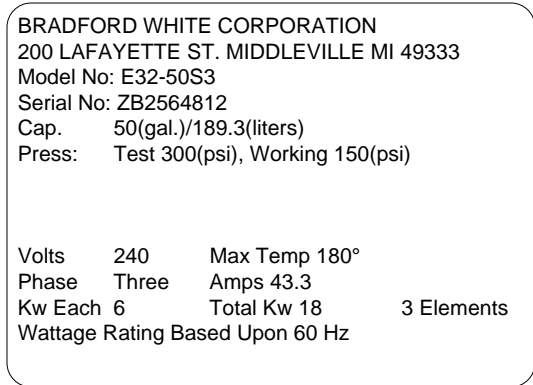 BRADFORD WHITE CORPORATION
200 LAFAYETTE ST. MIDDLEVILLE MI 49333
Model No: E32-50S3
Serial No: ZB2564812
Cap. 50(gal.)/189.3(liters)
Press: Test 300(psi), Working 150(psi)
Volts 240 Max Temp 180°
Phase Three Amps 43.3
Kw Each 6 Total Kw 18 3 Elements
Wattage Rating Based Upon 60 Hz